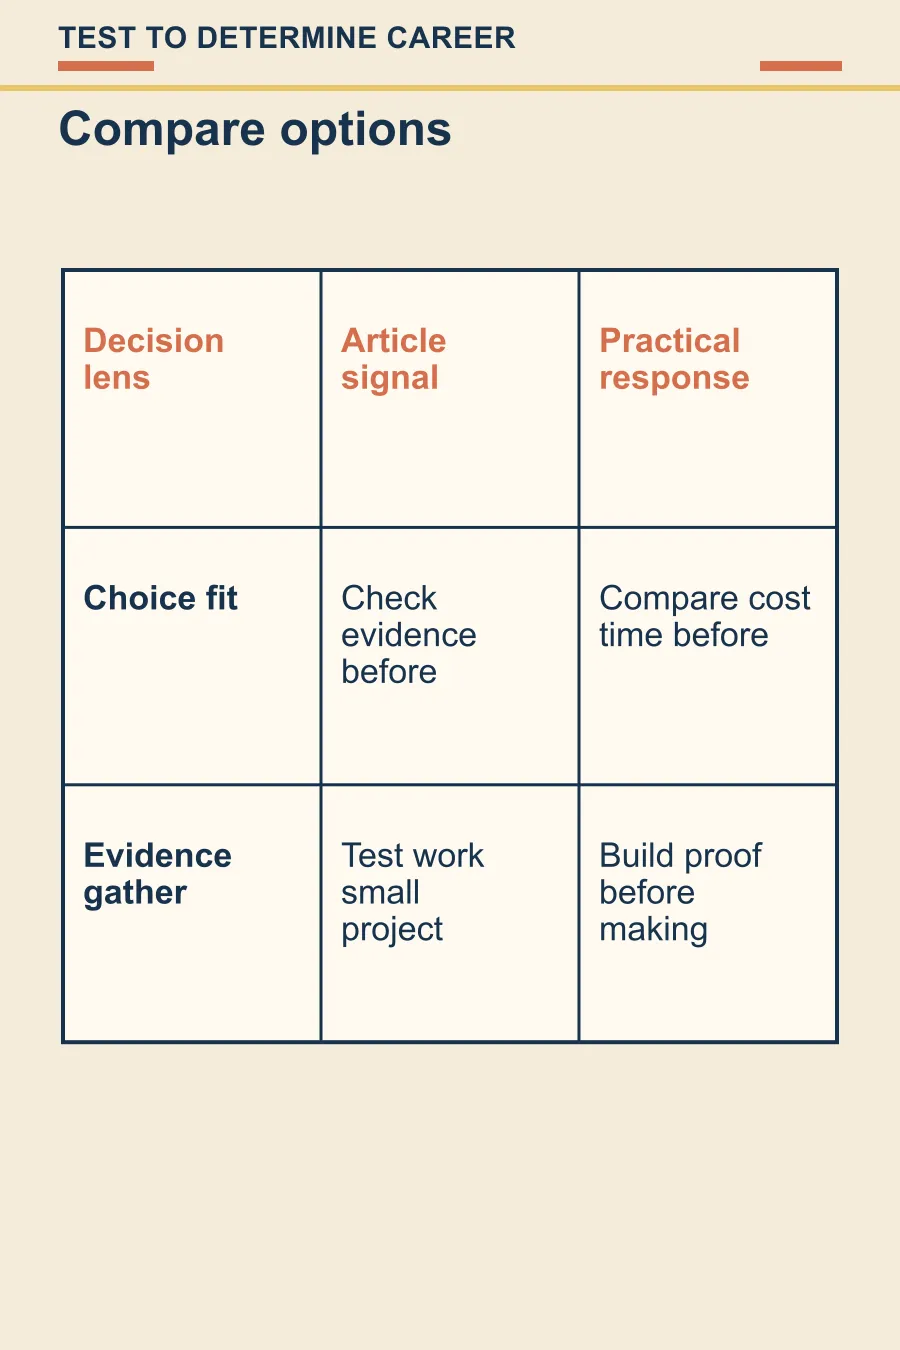 TEST TO DETERMINE CAREER
Compare options
Decision
lens
Article
signal
Practical
response
Choice fit
Check
evidence
before
Compare cost
time before
Evidence
gather
Test work
small
project
Build proof
before
making